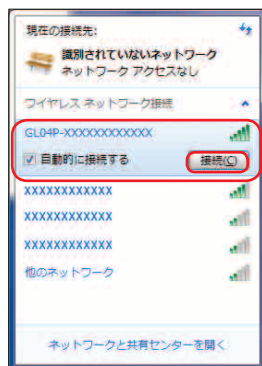 現在の接続先:
識別されていないネットワーク
ネットワーク アクセスなし
ワイヤレス ネットワーク接続
GL04P-XXXXXXXXXXXX
自動的に接続する
接続(C)
XXXXXXXXXXXX
XXXXXXXXXXXX
XXXXXXXXXXXX
他のネットワーク
ネットワークと共有センターを開く